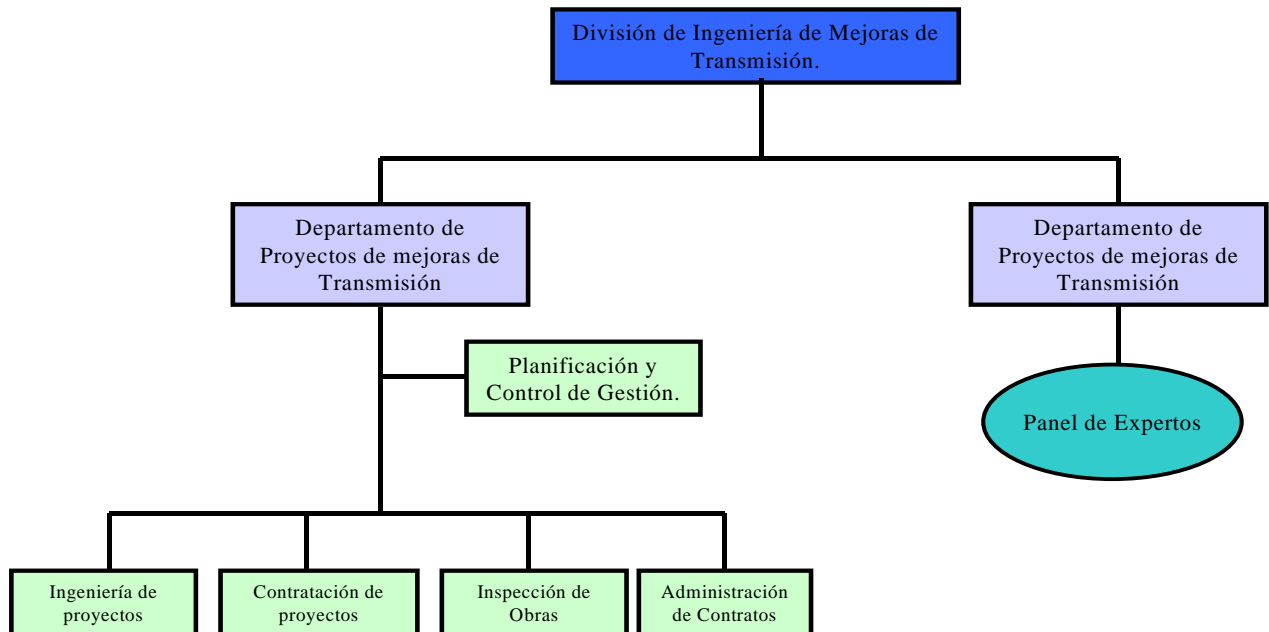 División de Ingeniería de Mejoras de
Transmisión.
Departamento de
Proyectos de mejoras de
Transmisión
Departamento de
Proyectos de mejoras de
Transmisión
Planificación y
Control de Gestión.
Panel de Expertos
Ingeniería de
proyectos
Contratación de
proyectos
Inspección de
Obras
Administración
de Contratos